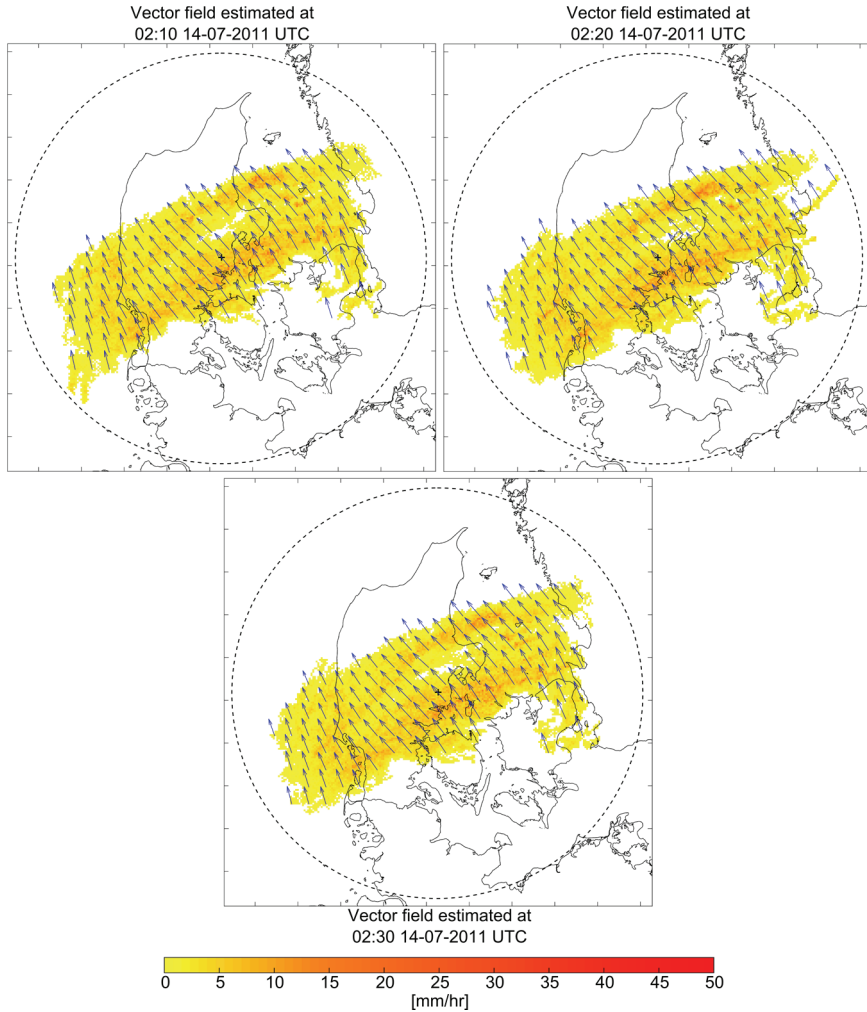 Vector field estimated at
02:10 14-07-2011 UTC
Vector field estimated at
02:20 14-07-2011 UTC
Vector field estimated at
02:30 14-07-2011 UTC
0 5 10 15 20 25 30 35 40 45 50
[mm/hr]